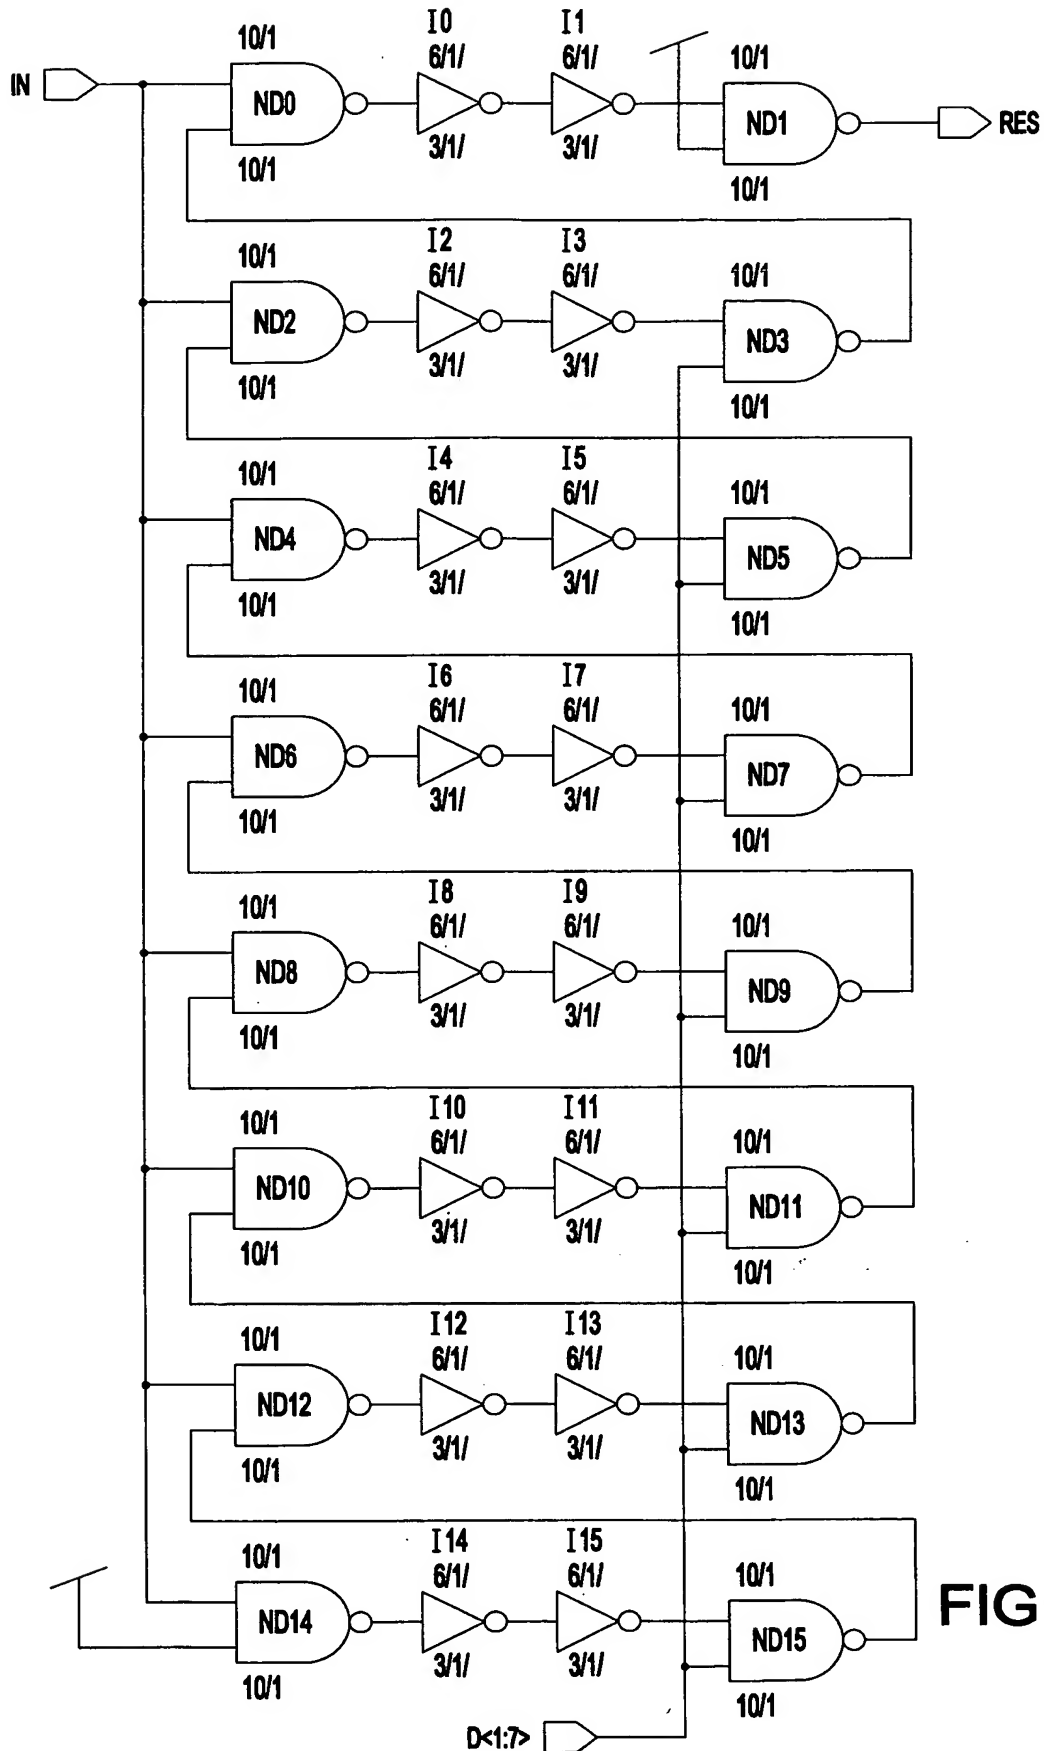 I0 I1
10/1 6/1/ 6/1/ 10/1
IN ND0 ND1 RES
10/1 3/1/ 3/1/ 10/1
I2 I3
10/1 6/1/ 6/1/ 10/1
ND2 ND3
10/1 3/1/ 3/1/ 10/1
I4 I5
10/1 6/1/ 6/1/ 10/1
ND4 ND5
10/1 3/1/ 3/1/ 10/1
I6 I7
10/1 6/1/ 6/1/ 10/1
ND6 ND7
10/1 3/1/ 3/1/ 10/1
I8 I9
10/1 6/1/ 6/1/ 10/1
ND8 ND9
10/1 3/1/ 3/1/ 10/1
I10 I11
10/1 6/1/ 6/1/ 10/1
ND10 ND11
10/1 3/1/ 3/1/ 10/1
I12 I13
10/1 6/1/ 6/1/ 10/1
ND12 ND13
10/1 3/1/ 3/1/ 10/1
I14 I15
10/1 6/1/ 6/1/ 10/1
ND14 ND15 FIG
10/1 3/1/ 3/1/ 10/1
D<1:7>